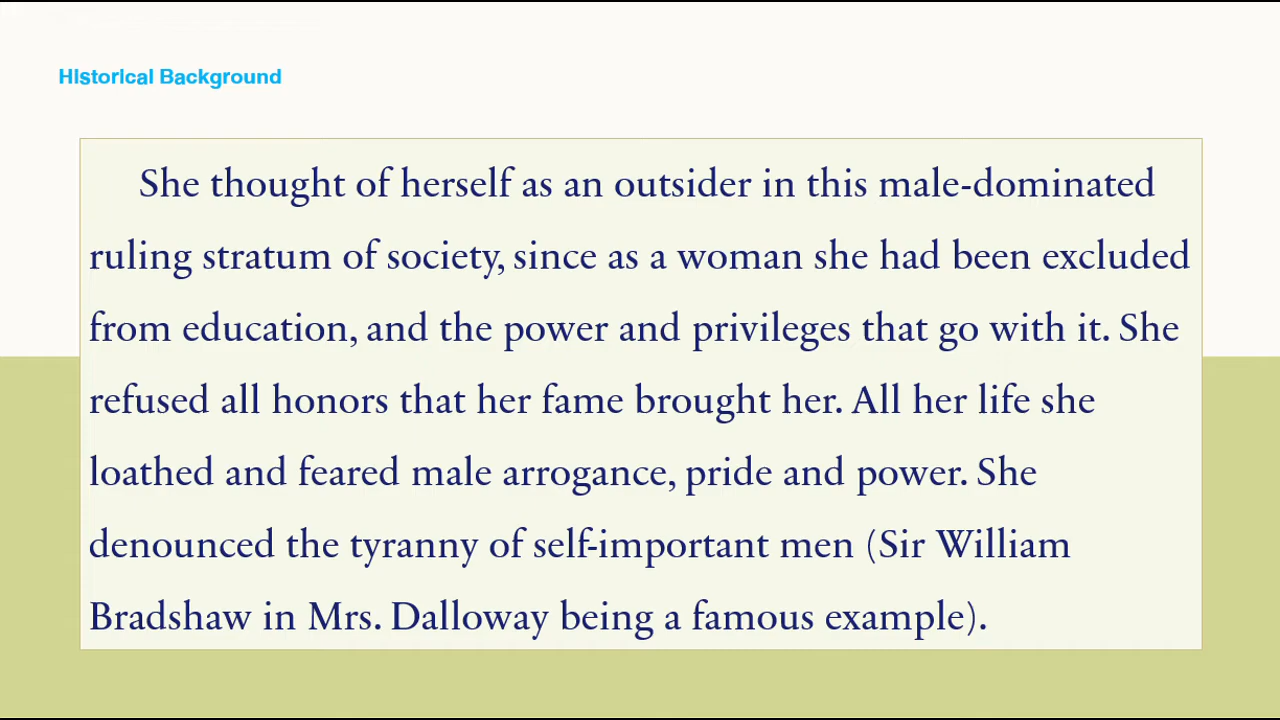 Historical Background
She thought of herself as an outsider in this male-dominated
ruling stratum of society, since as a woman she had been excluded
from education, and the power and privileges that go with it. She
refused all honors that her fame brought her. All her life she
loathed and feared male arrogance, pride and power. She
denounced the tyranny of self-important men (Sir William
Bradshaw in Mrs. Dalloway being a famous example).